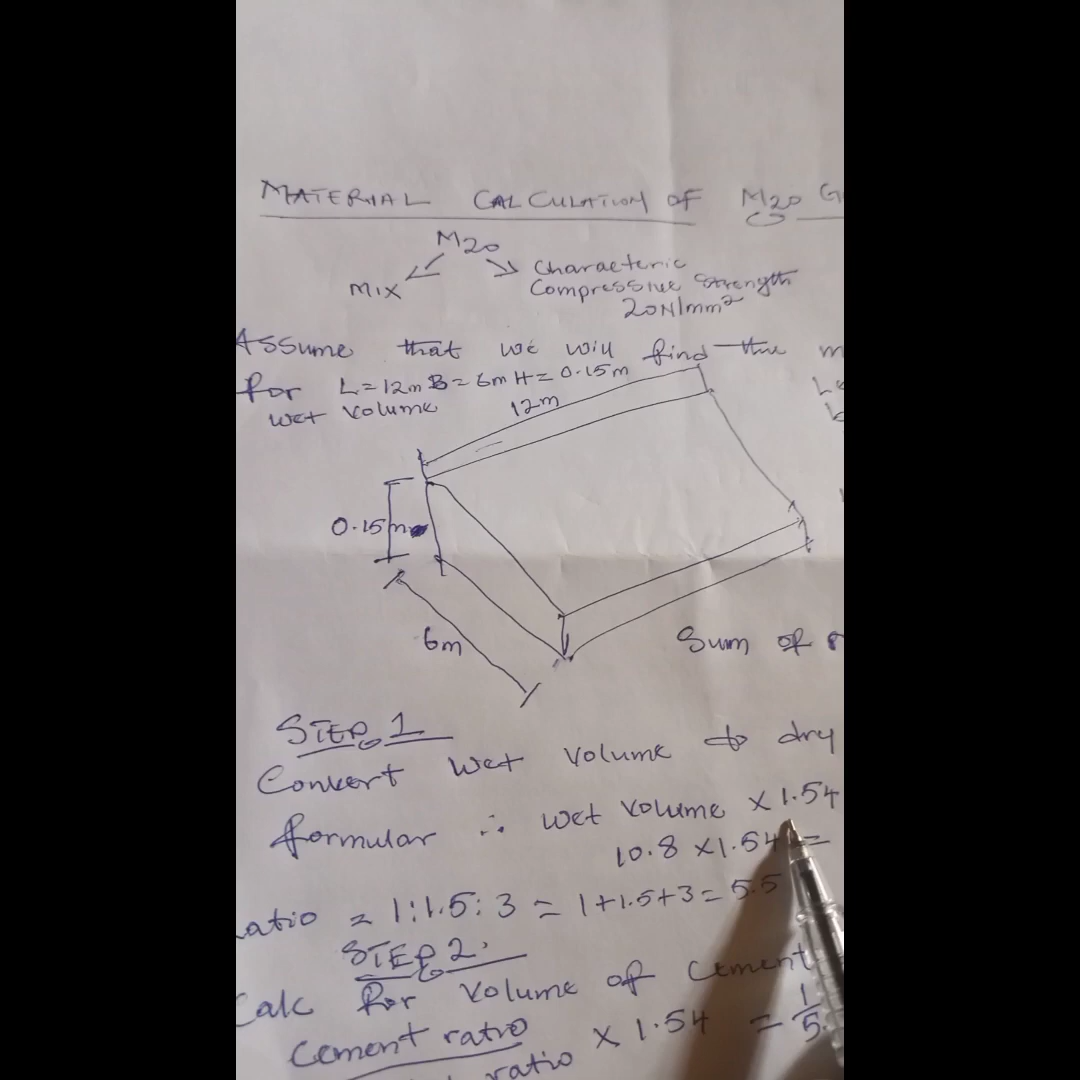 MATERIAL CALCULATION OF M20 G
M20
MIX
Characteric
Compressive Strength
20N/mm²
Assume that we will find the m
for L=12m B=6m H=0.15m
wet volume
12m
0.15m
6m
Sum of
STEP 1
Convert wet volume to dry
formular ∴ wet volume × 1.54
10.8 × 1.54 =
atio = 1:1.5:3 = 1+1.5+3=5.5
STEP 2.
Calc for volume of cement
cement ratio × 1.54 = 1/5.
ratio